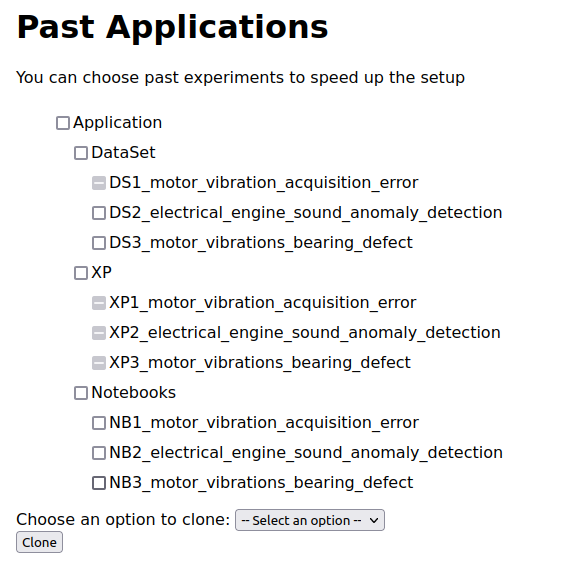 Past Applications
You can choose past experiments to speed up the setup
Application
DataSet
DS1_motor_vibration_acquisition_error
DS2_electrical_engine_sound_anomaly_detection
DS3_motor_vibrations_bearing_defect
XP
XP1_motor_vibration_acquisition_error
XP2_electrical_engine_sound_anomaly_detection
XP3_motor_vibrations_bearing_defect
Notebooks
NB1_motor_vibration_acquisition_error
NB2_electrical_engine_sound_anomaly_detection
NB3_motor_vibrations_bearing_defect
Choose an option to clone: -- Select an option --
Clone